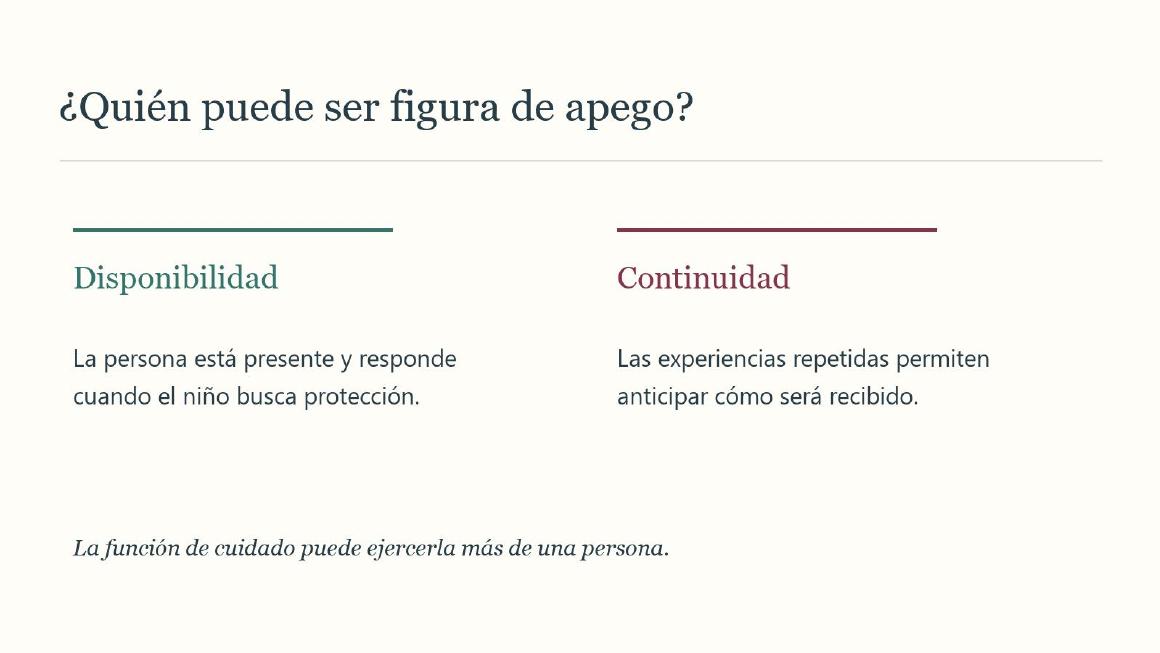 ¿Quién puede ser figura de apego?
Disponibilidad
La persona está presente y responde
cuando el niño busca protección.
Continuidad
Las experiencias repetidas permiten
anticipar cómo será recibido.
La función de cuidado puede ejercerla más de una persona.